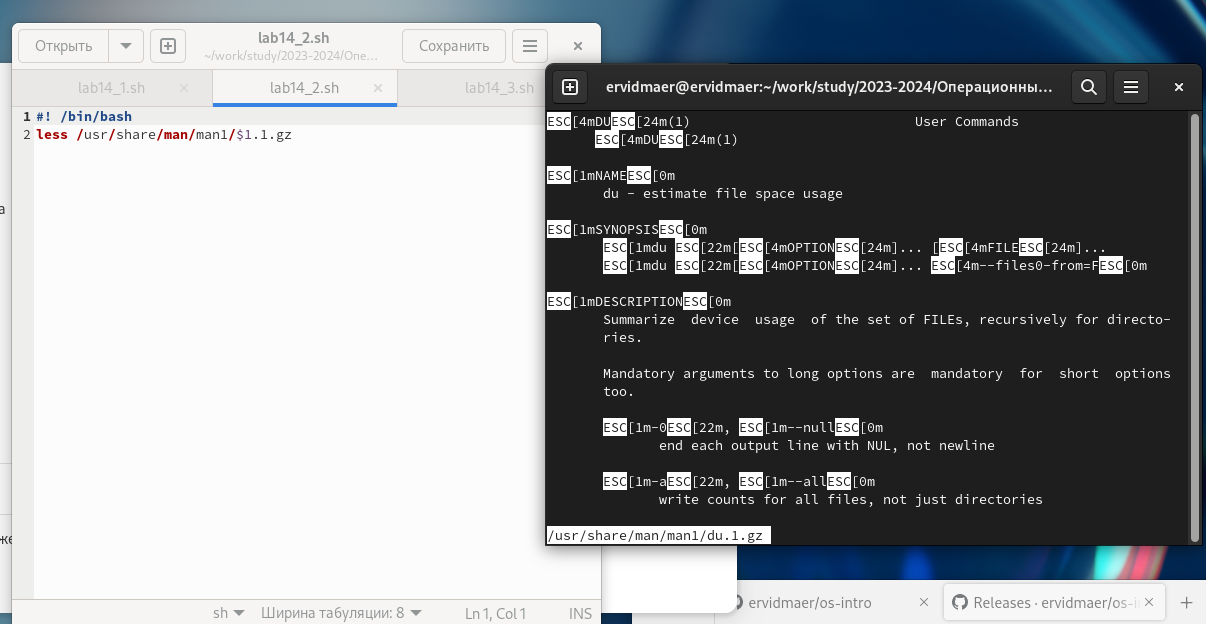 Открыть
lab14_2.sh
~/work/study/2023-2024/Опе...
Сохранить
lab14_1.sh
lab14_2.sh
lab14_3.sh
1 #! /bin/bash
2 less /usr/share/man/man1/$1.1.gz
sh
Ширина табуляции: 8
Ln 1, Col 1
INS
ervidmaer@ervidmaer:~/work/study/2023-2024/Операционны...
ESC[4mDUESC[24m(1) User Commands
ESC[4mDUESC[24m(1)
ESC[1mNAMEESC[0m
du - estimate file space usage
ESC[1mSYNOPSISESC[0m
ESC[1mdu ESC[22m[ESC[4mOPTIONESC[24m]... [ESC[4mFILEESC[24m]...
ESC[1mdu ESC[22m[ESC[4mOPTIONESC[24m]... ESC[4m--files0-from=FESC[0m
ESC[1mDESCRIPTIONESC[0m
Summarize device usage of the set of FILEs, recursively for directo-
ries.
Mandatory arguments to long options are mandatory for short options
too.
ESC[1m-0ESC[22m, ESC[1m--nullESC[0m
end each output line with NUL, not newline
ESC[1m-aESC[22m, ESC[1m--allESC[0m
write counts for all files, not just directories
/usr/share/man/man1/du.1.gz
ervidmaer/os-intro
Releases · ervidmaer/os-i